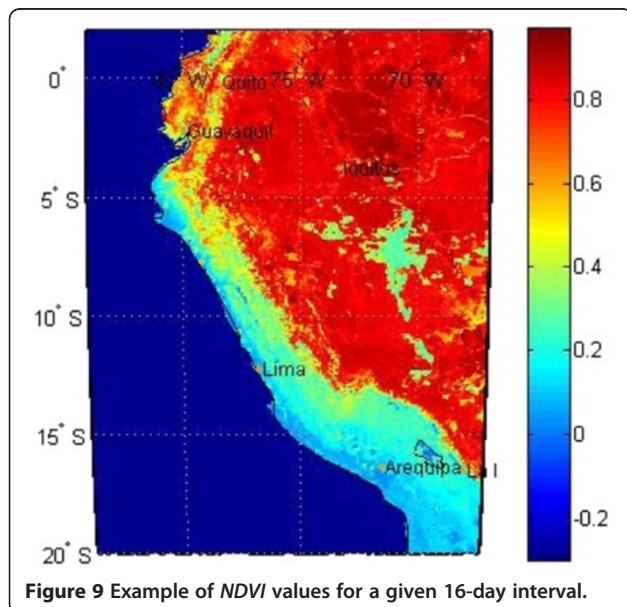 0° W Quito 75° W 70° W 0.8
Guayaquil
Iquitos
5° S 0.6
0.4
10° S
Lima 0.2
15° S 0
Arequipa La
-0.2
20° S
Figure 9 Example of NDVI values for a given 16-day interval.